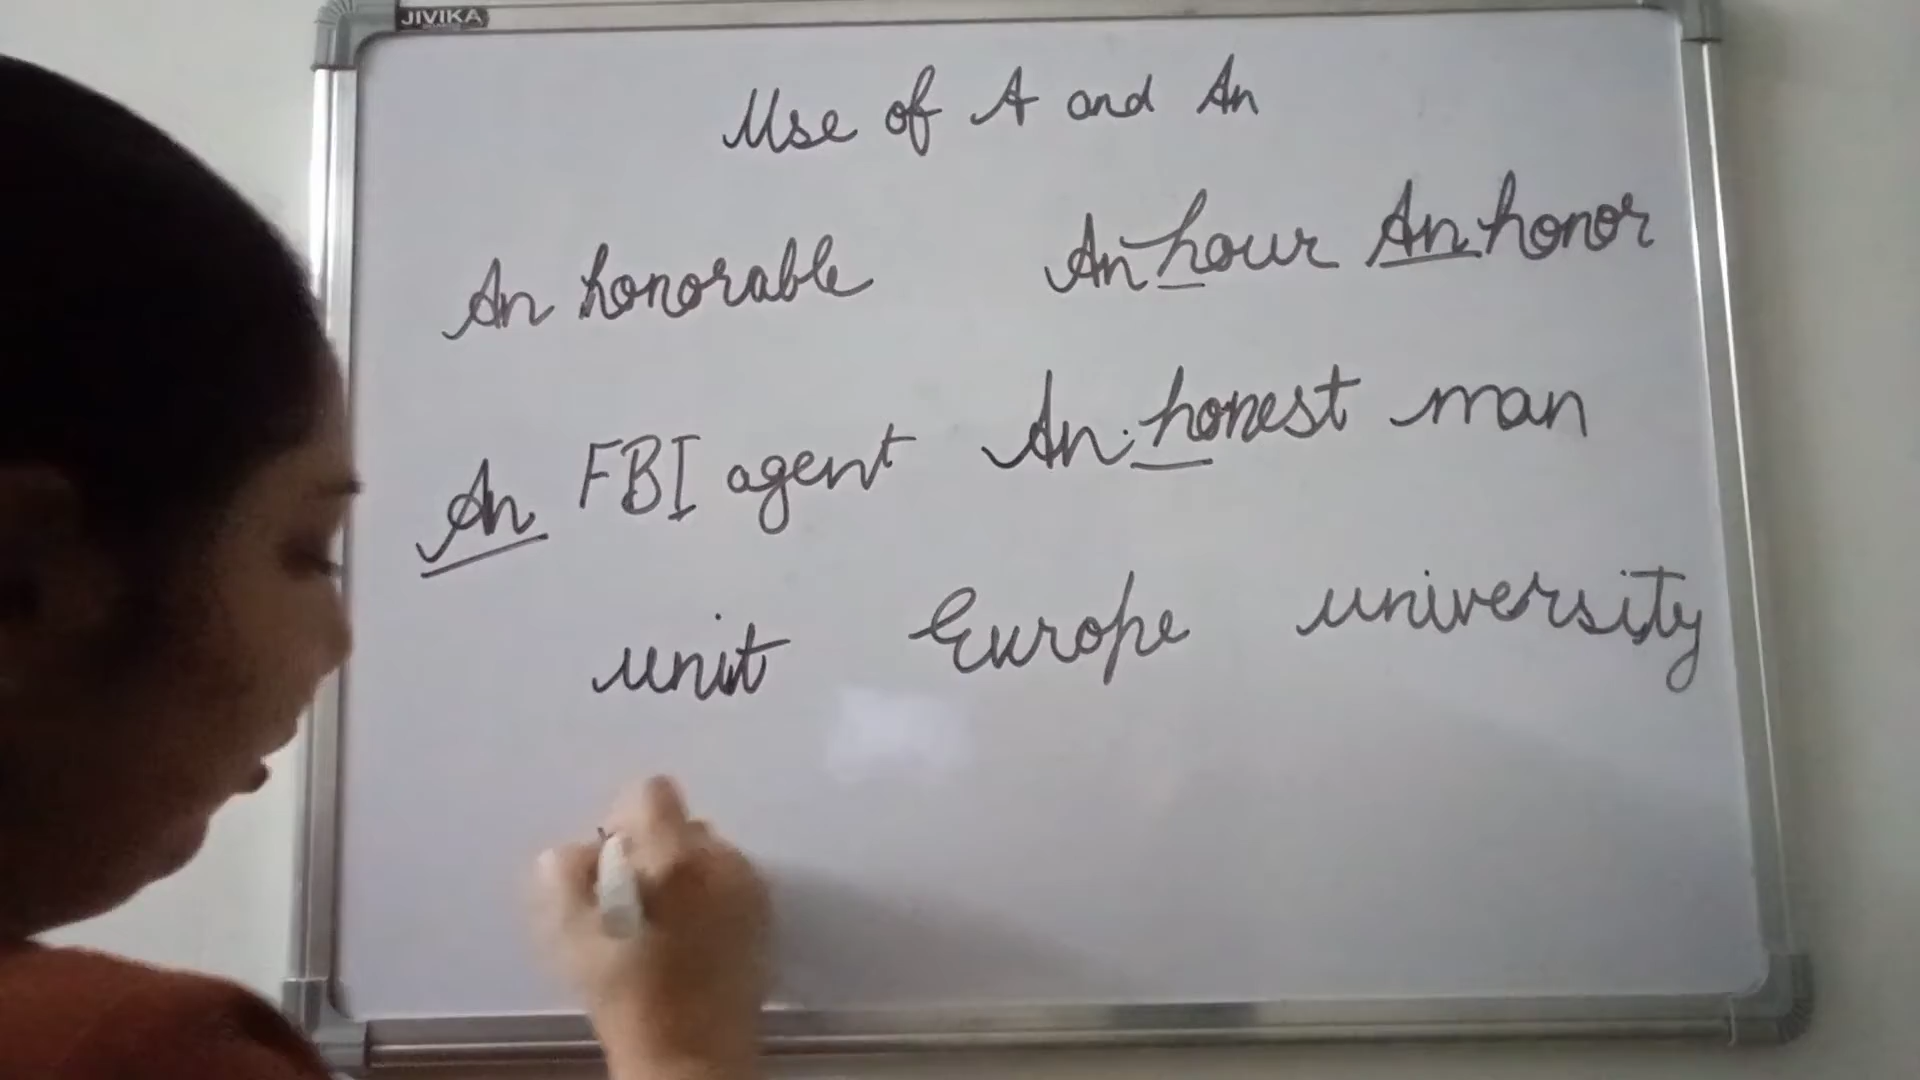 JIVIKA
Use of A and An
An honorable An hour An honor
An FBI agent An honest man
unit Europe university